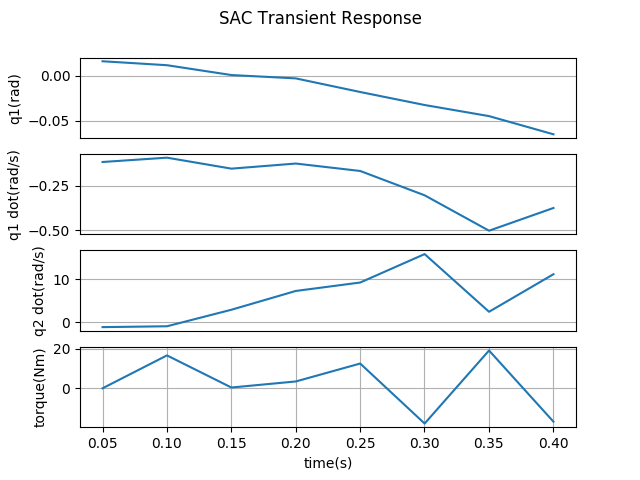 SAC Transient Response
q1(rad)
0.00
−0.05
q1 dot(rad/s)
−0.25
−0.50
q2 dot(rad/s)
10
0
torque(Nm)
20
0
0.05 0.10 0.15 0.20 0.25 0.30 0.35 0.40
time(s)